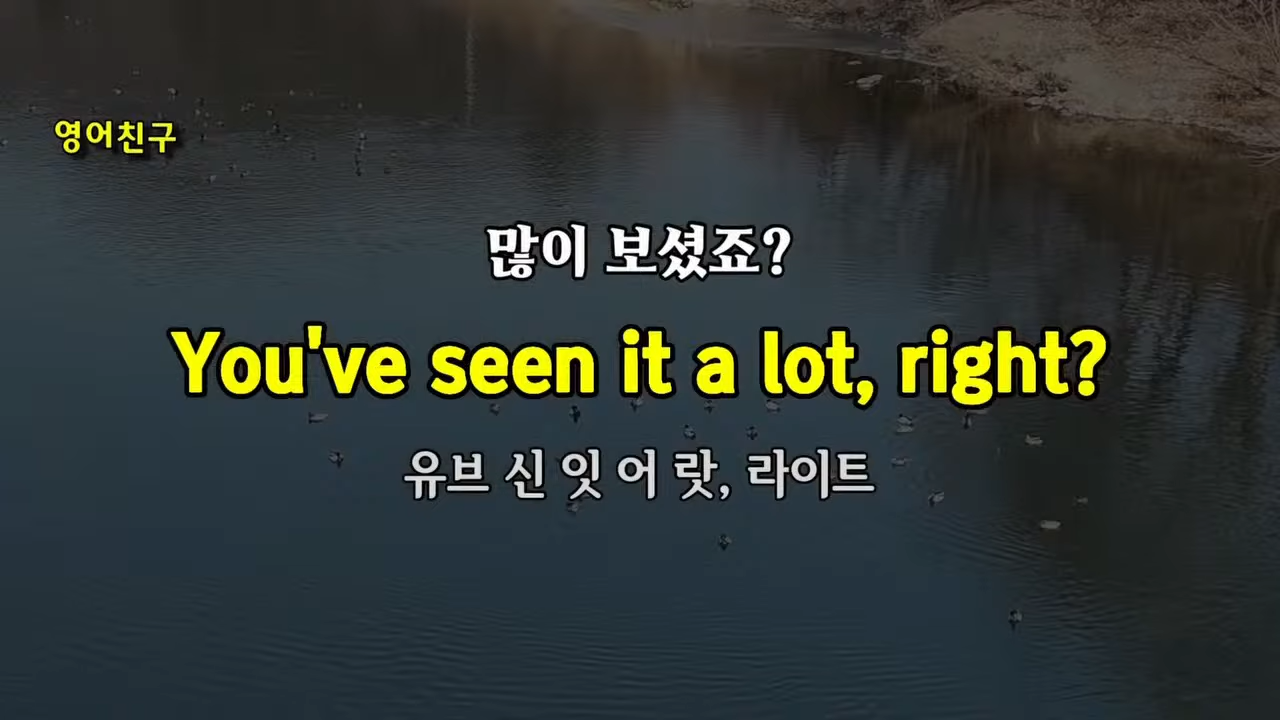 영어친구
많이 보셨죠?
You've seen it a lot, right?
유브 신 잇 어 랏, 라이트